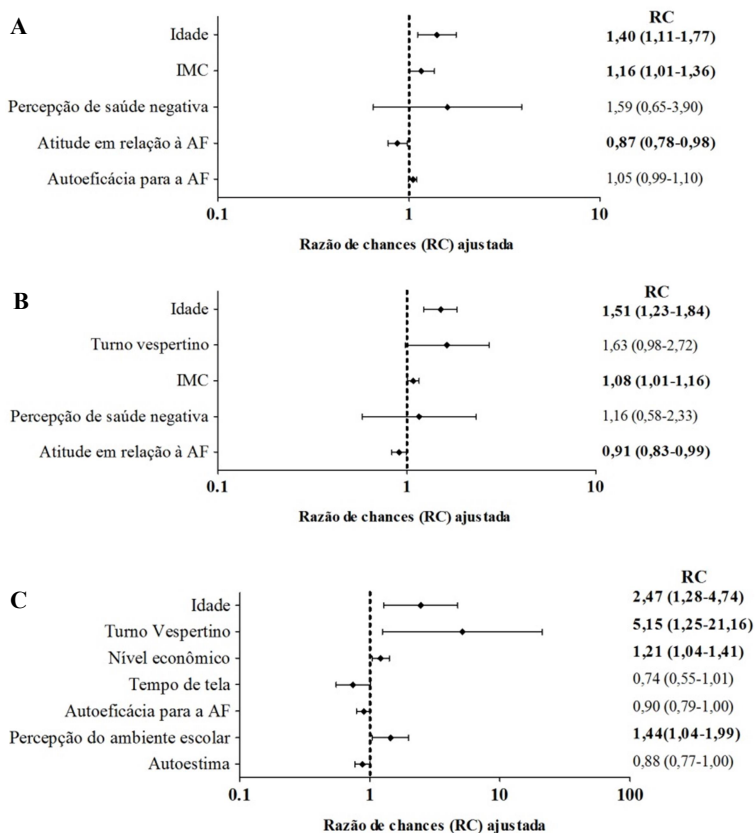 A
RC
Idade 1,40 (1,11-1,77)
IMC 1,16 (1,01-1,36)
Percepção de saúde negativa 1,59 (0,65-3,90)
Atitude em relação à AF 0,87 (0,78-0,98)
Autoeficácia para a AF 1,05 (0,99-1,10)
0.1 1 10
Razão de chances (RC) ajustada
B
RC
Idade 1,51 (1,23-1,84)
Turno vespertino 1,63 (0,98-2,72)
IMC 1,08 (1,01-1,16)
Percepção de saúde negativa 1,16 (0,58-2,33)
Atitude em relação à AF 0,91 (0,83-0,99)
0.1 1 10
Razão de chances (RC) ajustada
C
RC
Idade 2,47 (1,28-4,74)
Turno Vespertino 5,15 (1,25-21,16)
Nível econômico 1,21 (1,04-1,41)
Tempo de tela 0,74 (0,55-1,01)
Autoeficácia para a AF 0,90 (0,79-1,00)
Percepção do ambiente escolar 1,44(1,04-1,99)
Autoestima 0,88 (0,77-1,00)
0.1 1 10 100
Razão de chances (RC) ajustada